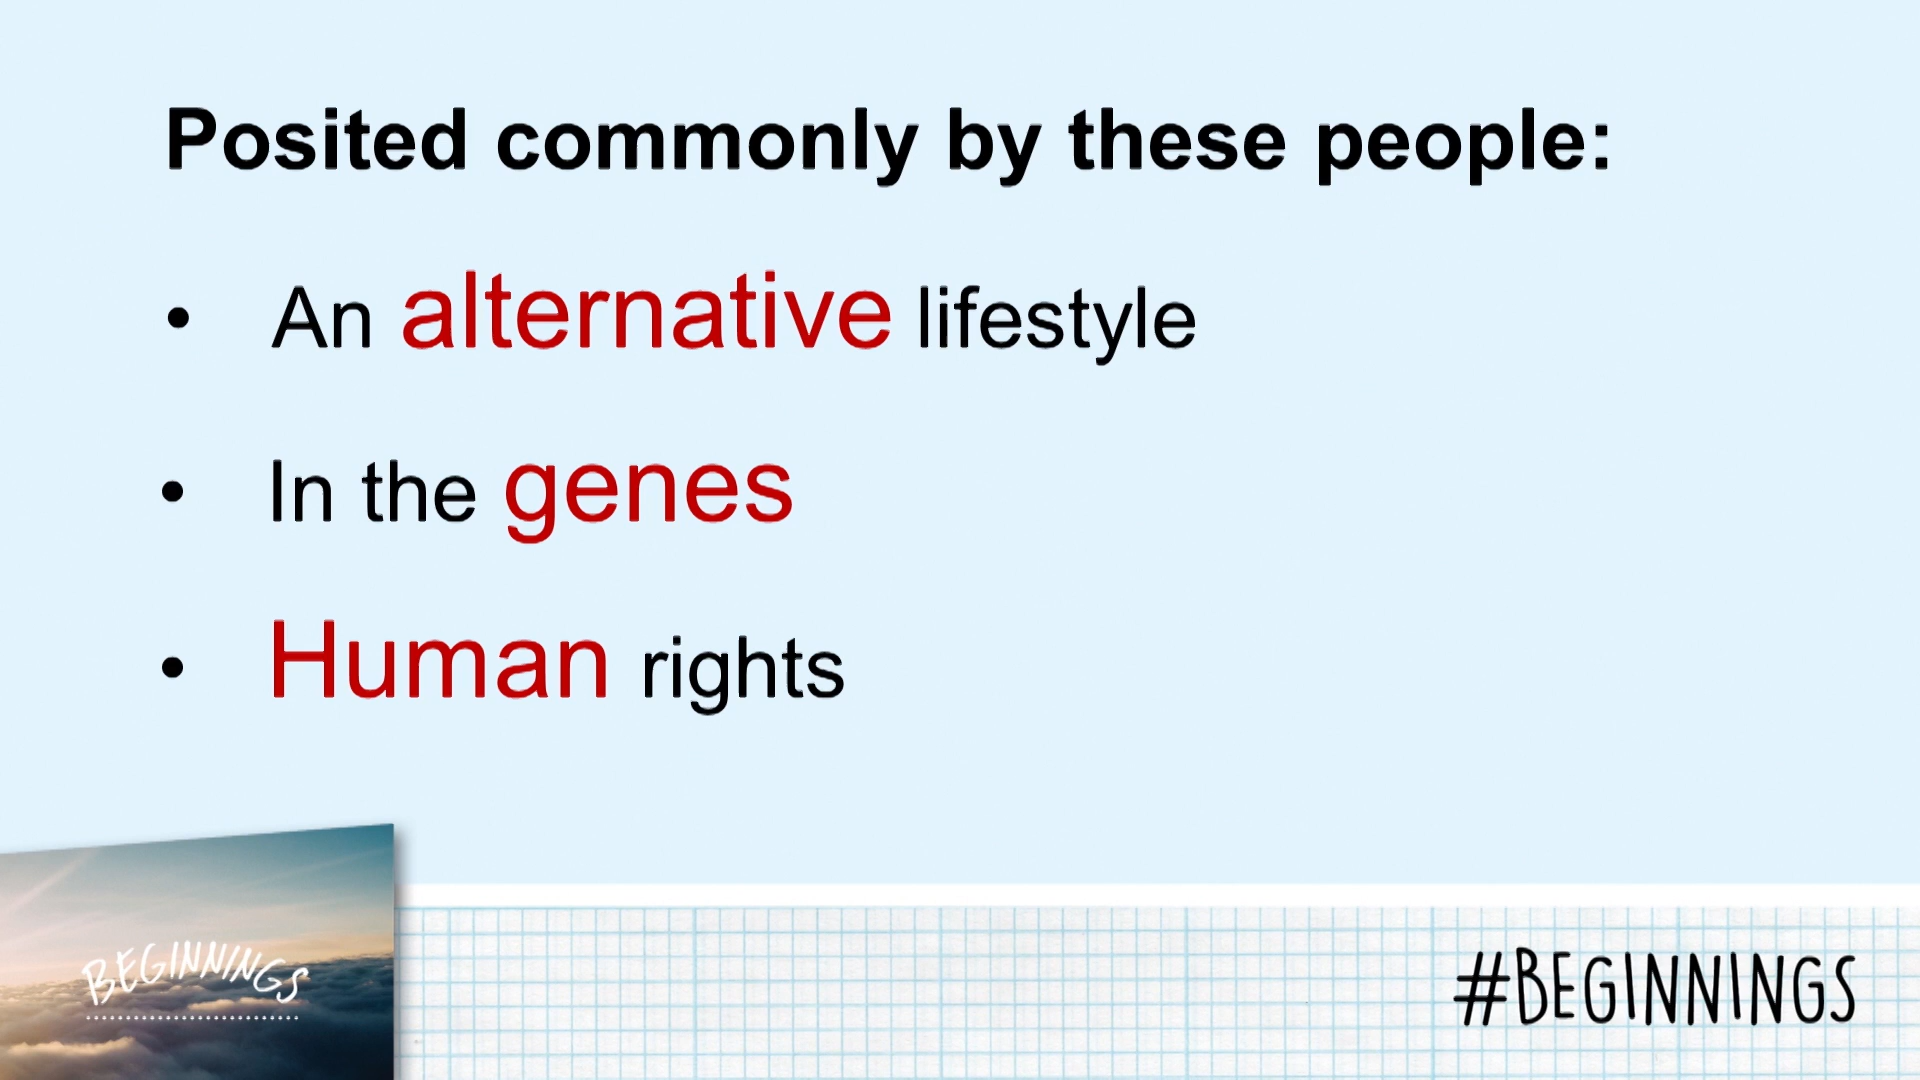 Posited commonly by these people:
• An alternative lifestyle
• In the genes
• Human rights
BEGINNINGS
#BEGINNINGS